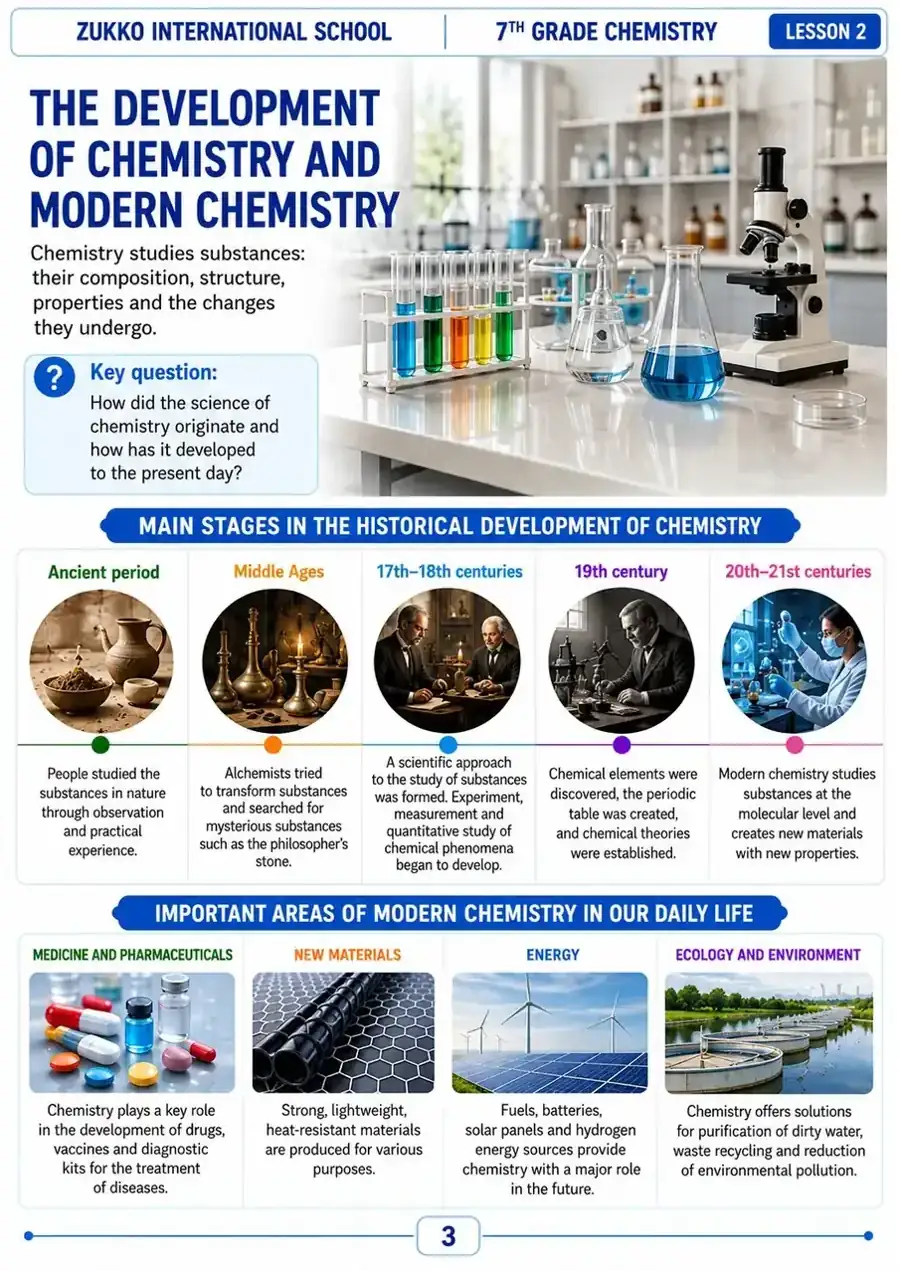 ZUKKO INTERNATIONAL SCHOOL
7TH GRADE CHEMISTRY
LESSON 2
THE DEVELOPMENT
OF CHEMISTRY AND
MODERN CHEMISTRY
Chemistry studies substances:
their composition, structure,
properties and the changes
they undergo.
?
Key question:
How did the science of
chemistry originate and
how has it developed
to the present day?
MAIN STAGES IN THE HISTORICAL DEVELOPMENT OF CHEMISTRY
Ancient period
People studied the
substances in nature
through observation
and practical
experience.
Middle Ages
Alchemists tried
to transform substances
and searched for
mysterious substances
such as the philosopher's
stone.
17th–18th centuries
A scientific approach
to the study of substances
was formed. Experiment,
measurement and
quantitative study of
chemical phenomena
began to develop.
19th century
Chemical elements were
discovered, the periodic
table was created,
and chemical theories
were established.
20th–21st centuries
Modern chemistry studies
substances at the
molecular level and
creates new materials
with new properties.
IMPORTANT AREAS OF MODERN CHEMISTRY IN OUR DAILY LIFE
MEDICINE AND PHARMACEUTICALS
Chemistry plays a key role
in the development of drugs,
vaccines and diagnostic
kits for the treatment
of diseases.
NEW MATERIALS
Strong, lightweight,
heat-resistant materials
are produced for various
purposes.
ENERGY
Fuels, batteries,
solar panels and hydrogen
energy sources provide
chemistry with a major role
in the future.
ECOLOGY AND ENVIRONMENT
Chemistry offers solutions
for purification of dirty water,
waste recycling and reduction
of environmental pollution.
3